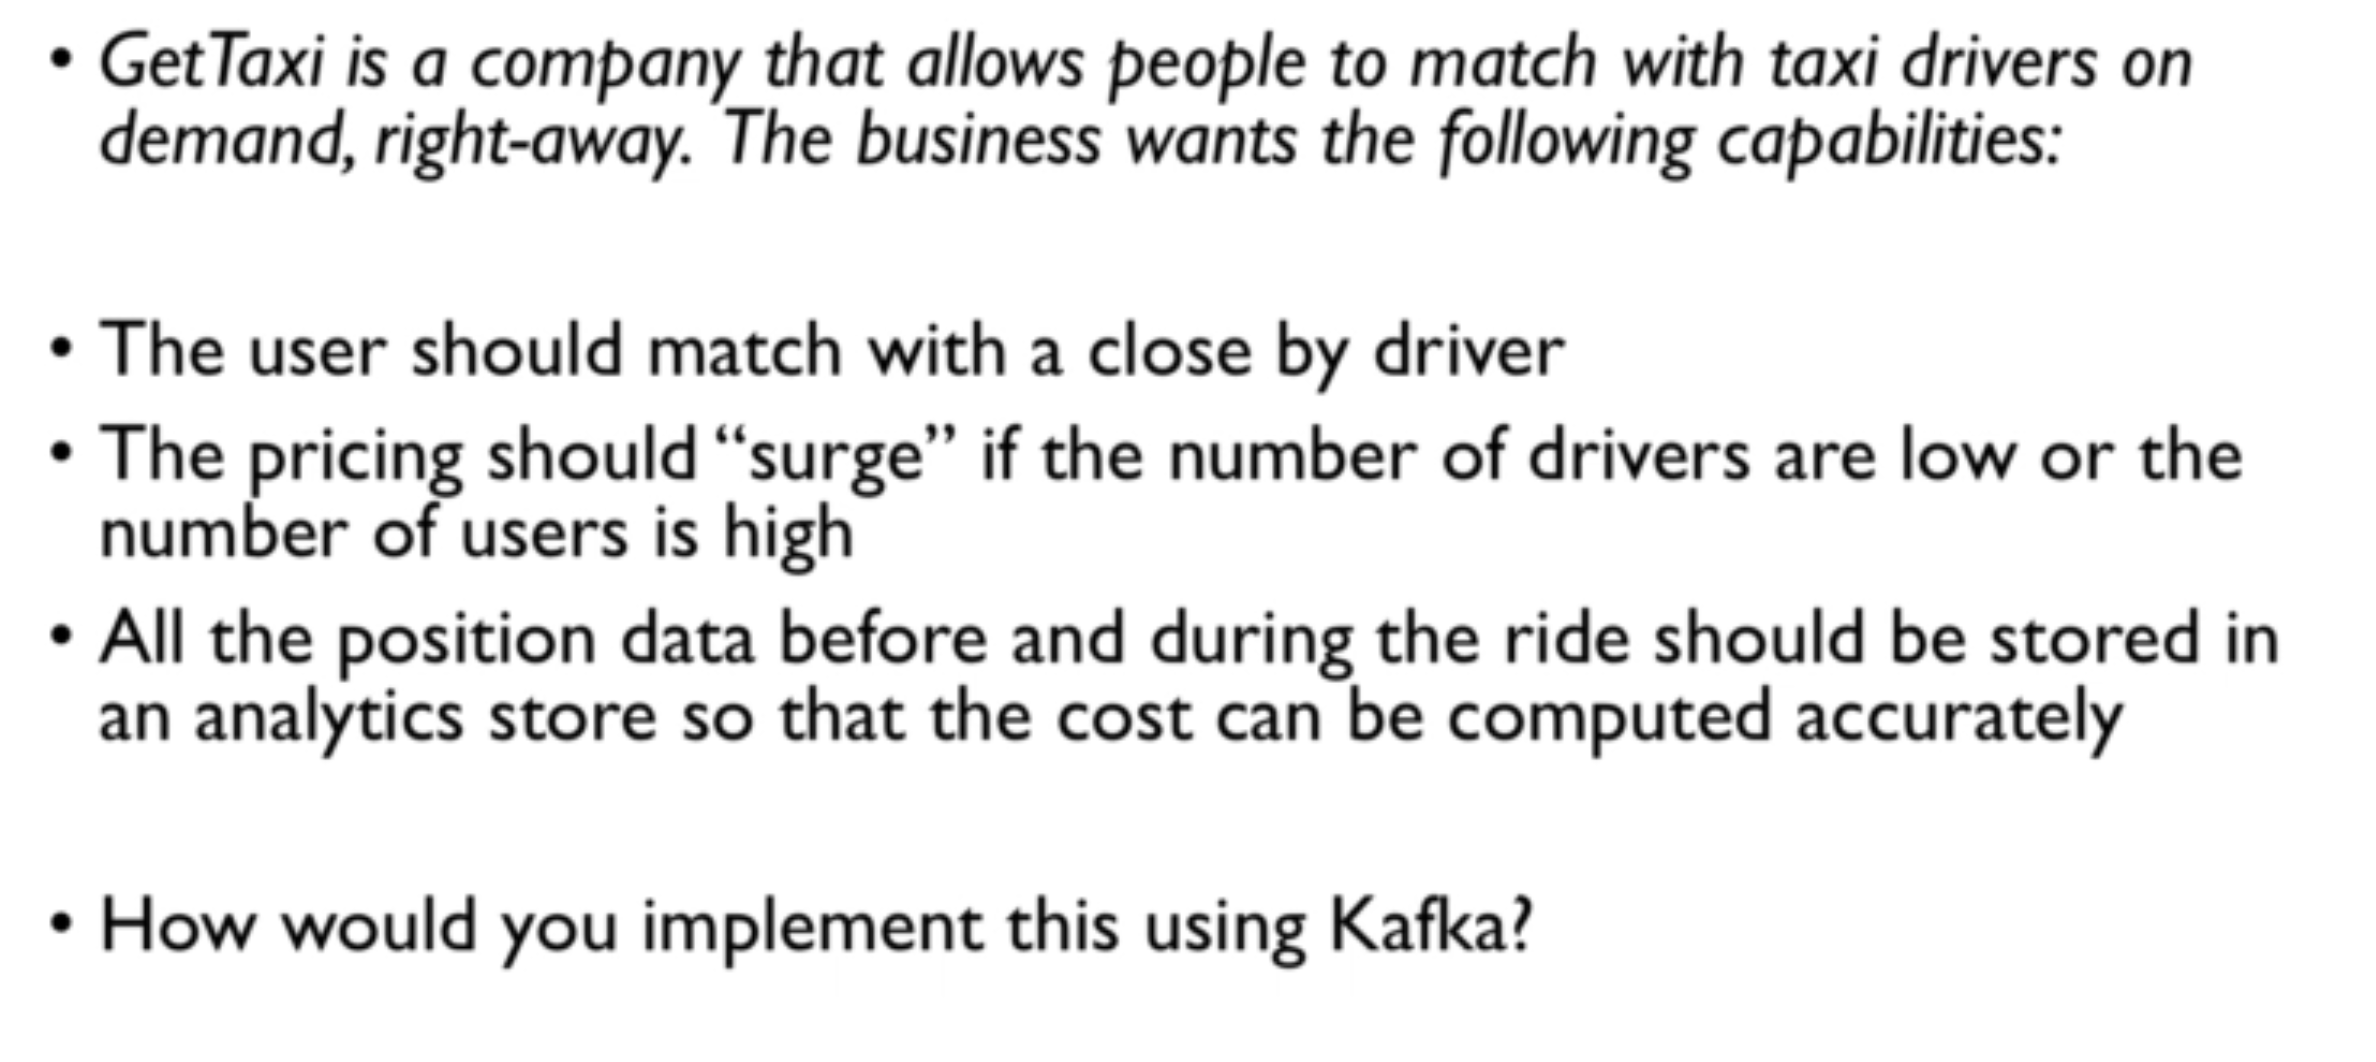 • GetTaxi is a company that allows people to match with taxi drivers on
demand, right-away. The business wants the following capabilities:
• The user should match with a close by driver
• The pricing should “surge” if the number of drivers are low or the
number of users is high
• All the position data before and during the ride should be stored in
an analytics store so that the cost can be computed accurately
• How would you implement this using Kafka?